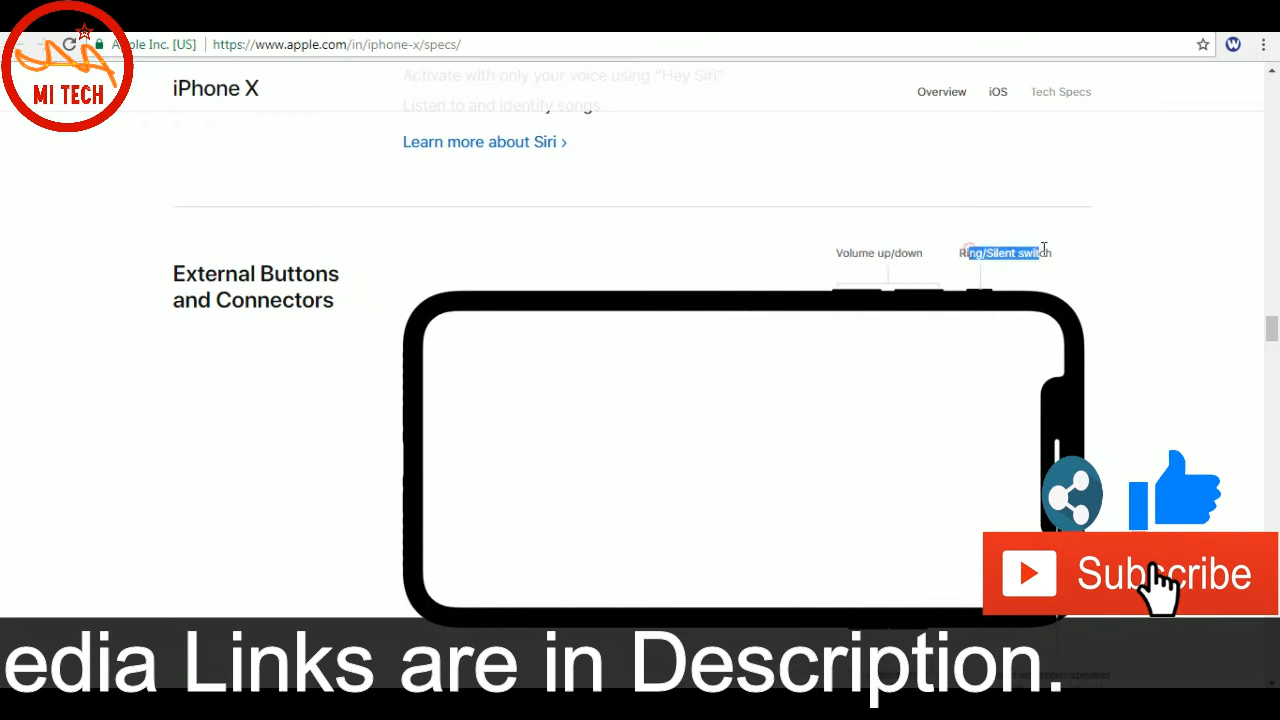 MI TECH
Apple Inc. [US]
https://www.apple.com/in/iphone-x/specs/
iPhone X
Overview
iOS
Tech Specs
Activate with only your voice using "Hey Siri"
Listen to and identify songs
Learn more about Siri >
External Buttons
and Connectors
Volume up/down
Ring/Silent switch
Subscribe
edia Links are in Description.